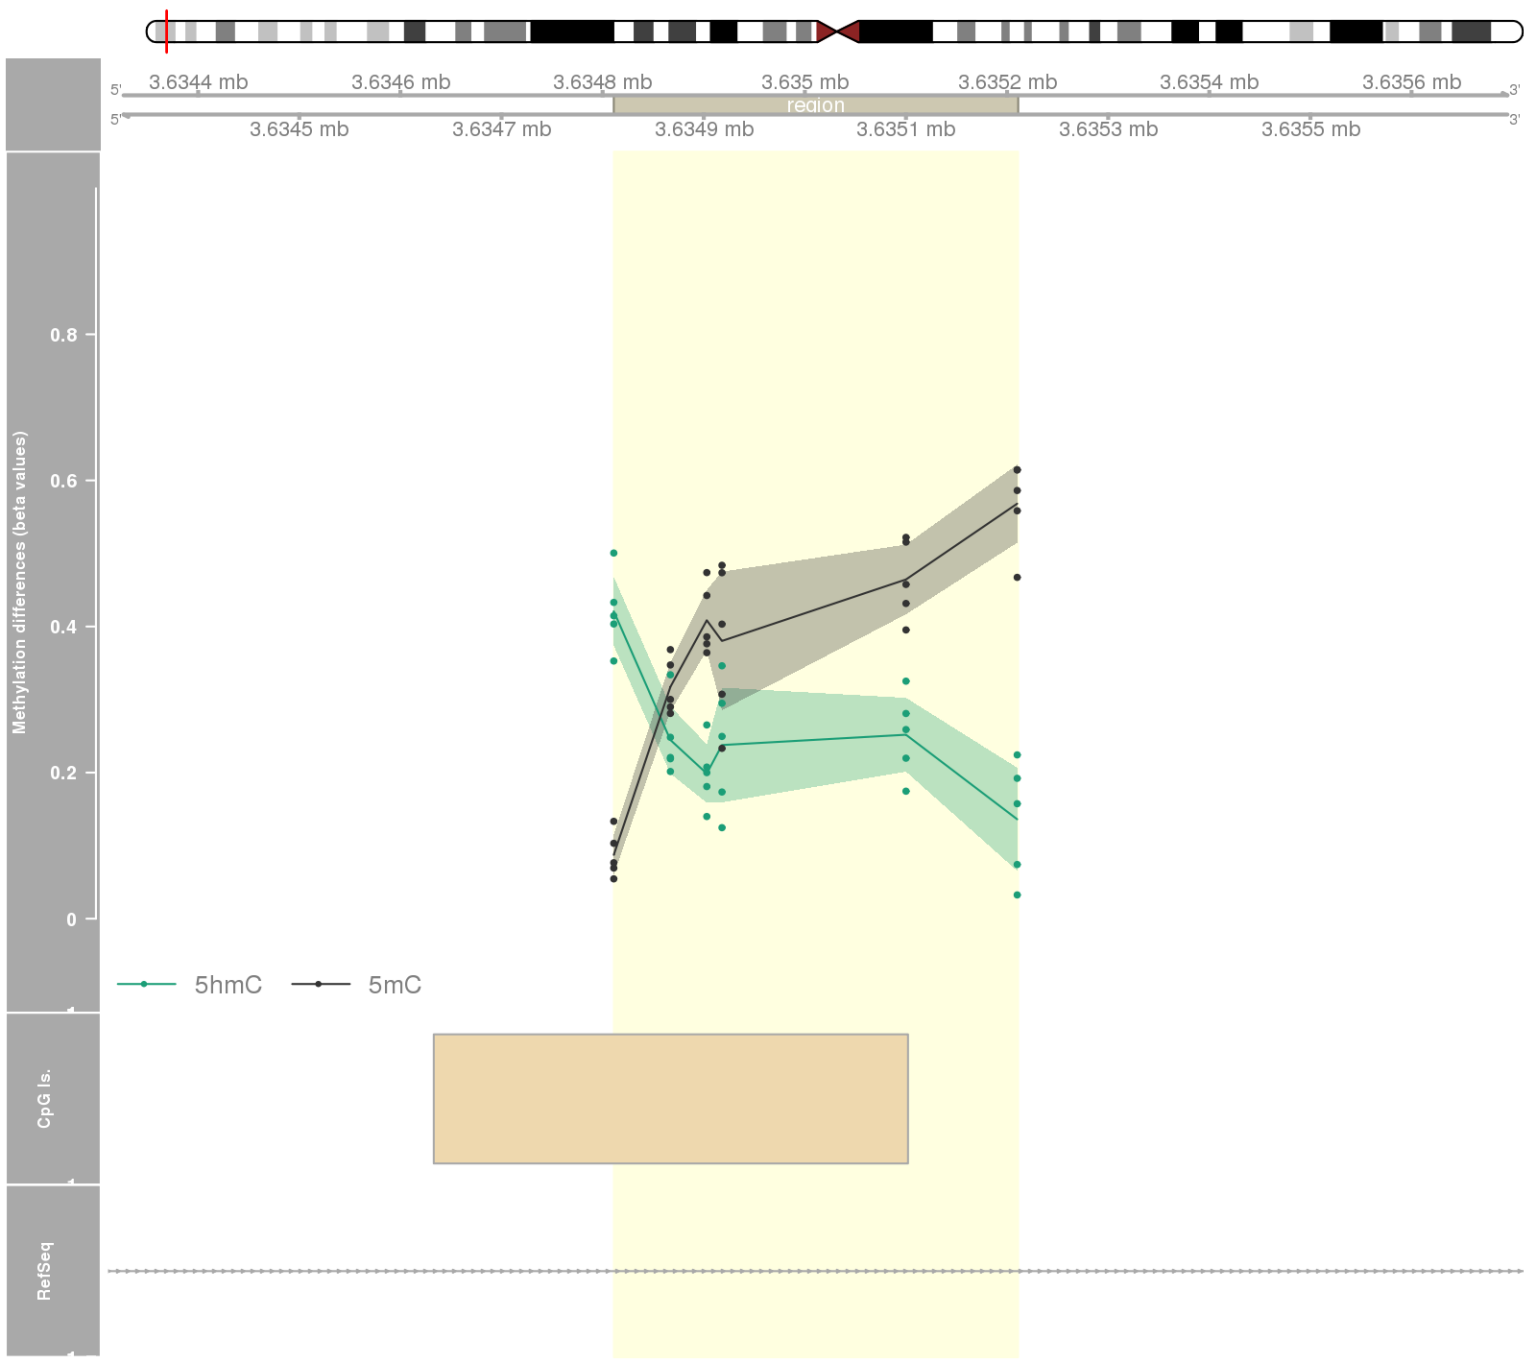 3.6344 mb 3.6346 mb 3.6348 mb 3.635 mb 3.6352 mb 3.6354 mb 3.6356 mb
5' 3'
region
5' 3'
3.6345 mb 3.6347 mb 3.6349 mb 3.6351 mb 3.6353 mb 3.6355 mb
Methylation differences (beta values)
0.8
0.6
0.4
0.2
0
5hmC 5mC
CpG Is.
RefSeq